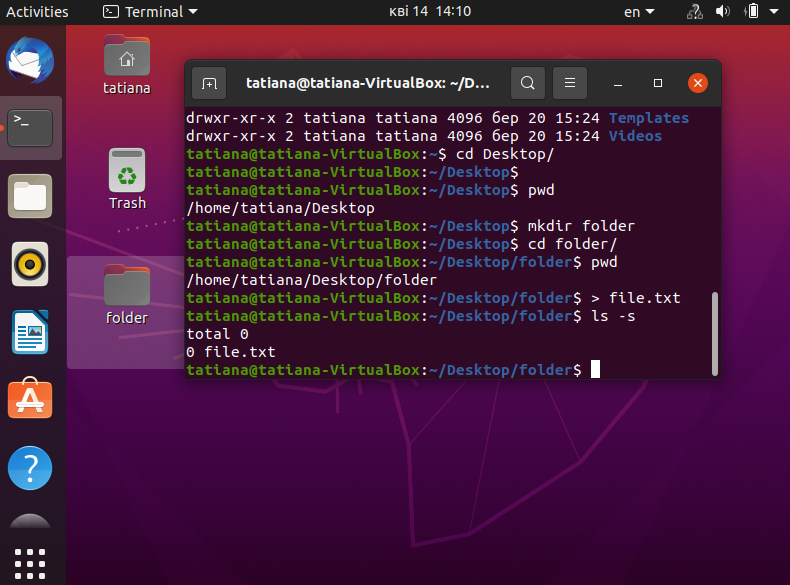 Activities Terminal кві 14 14:10 en
tatiana
Trash
folder
tatiana@tatiana-VirtualBox: ~/D...
drwxr-xr-x 2 tatiana tatiana 4096 бер 20 15:24 Templates
drwxr-xr-x 2 tatiana tatiana 4096 бер 20 15:24 Videos
tatiana@tatiana-VirtualBox:~$ cd Desktop/
tatiana@tatiana-VirtualBox:~/Desktop$
tatiana@tatiana-VirtualBox:~/Desktop$ pwd
/home/tatiana/Desktop
tatiana@tatiana-VirtualBox:~/Desktop$ mkdir folder
tatiana@tatiana-VirtualBox:~/Desktop$ cd folder/
tatiana@tatiana-VirtualBox:~/Desktop/folder$ pwd
/home/tatiana/Desktop/folder
tatiana@tatiana-VirtualBox:~/Desktop/folder$ > file.txt
tatiana@tatiana-VirtualBox:~/Desktop/folder$ ls -s
total 0
0 file.txt
tatiana@tatiana-VirtualBox:~/Desktop/folder$